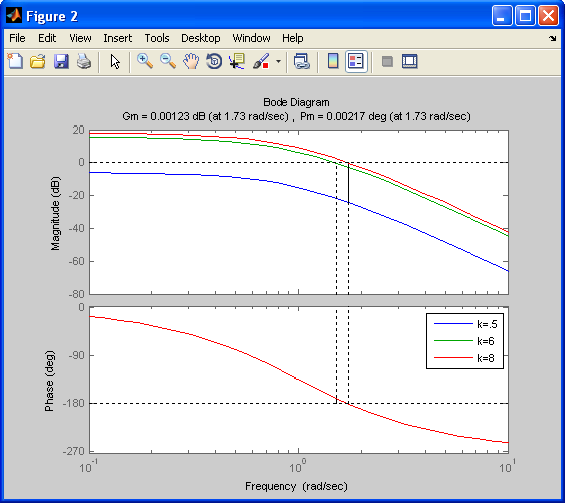 Figure 2
File Edit View Insert Tools Desktop Window Help
Bode Diagram
Gm = 0.00123 dB (at 1.73 rad/sec) , Pm = 0.00217 deg (at 1.73 rad/sec)
Magnitude (dB)
20
0
-20
-40
-60
-80
Phase (deg)
0
-90
-180
-270
k=.5
k=6
k=8
10^-1
10^0
10^1
Frequency (rad/sec)